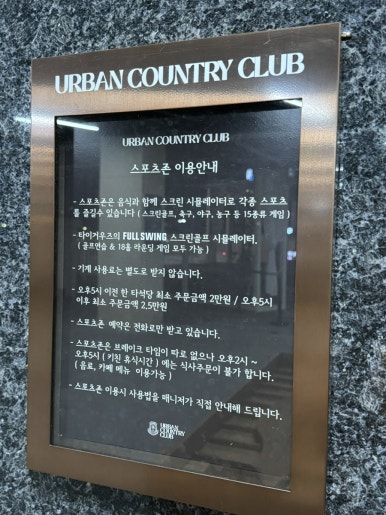 URBAN COUNTRY CLUB
URBAN COUNTRY CLUB
스포츠존 이용안내
- 스포츠존은 음식과 함께 스크린 시뮬레이터로 각종 스포츠
를 즐길수 있습니다 ( 스크린골프, 축구, 야구, 농구 등 15종류 게임 )
- 타이거우즈의 FULL SWING 스크린골프 시뮬레이터.
( 골프연습 & 18홀 라운딩 게임 모두 가능 )
- 기계 사용료는 별도로 받지 않습니다.
- 오후5시 이전 한 타석당 최소 주문금액 2만원 / 오후5시
이후 최소 주문금액 2.5만원
- 스포츠존 예약은 전화로만 받고 있습니다.
- 스포츠존은 브레이크 타임이 따로 없으나 오후2시 ~
오후5시 ( 키친 휴식시간 ) 에는 식사주문이 불가 합니다.
( 음료, 카페 메뉴 이용가능 )
- 스포츠존 이용시 사용법을 매니저가 직접 안내해 드립니다.
URBAN
COUNTRY
CLUB